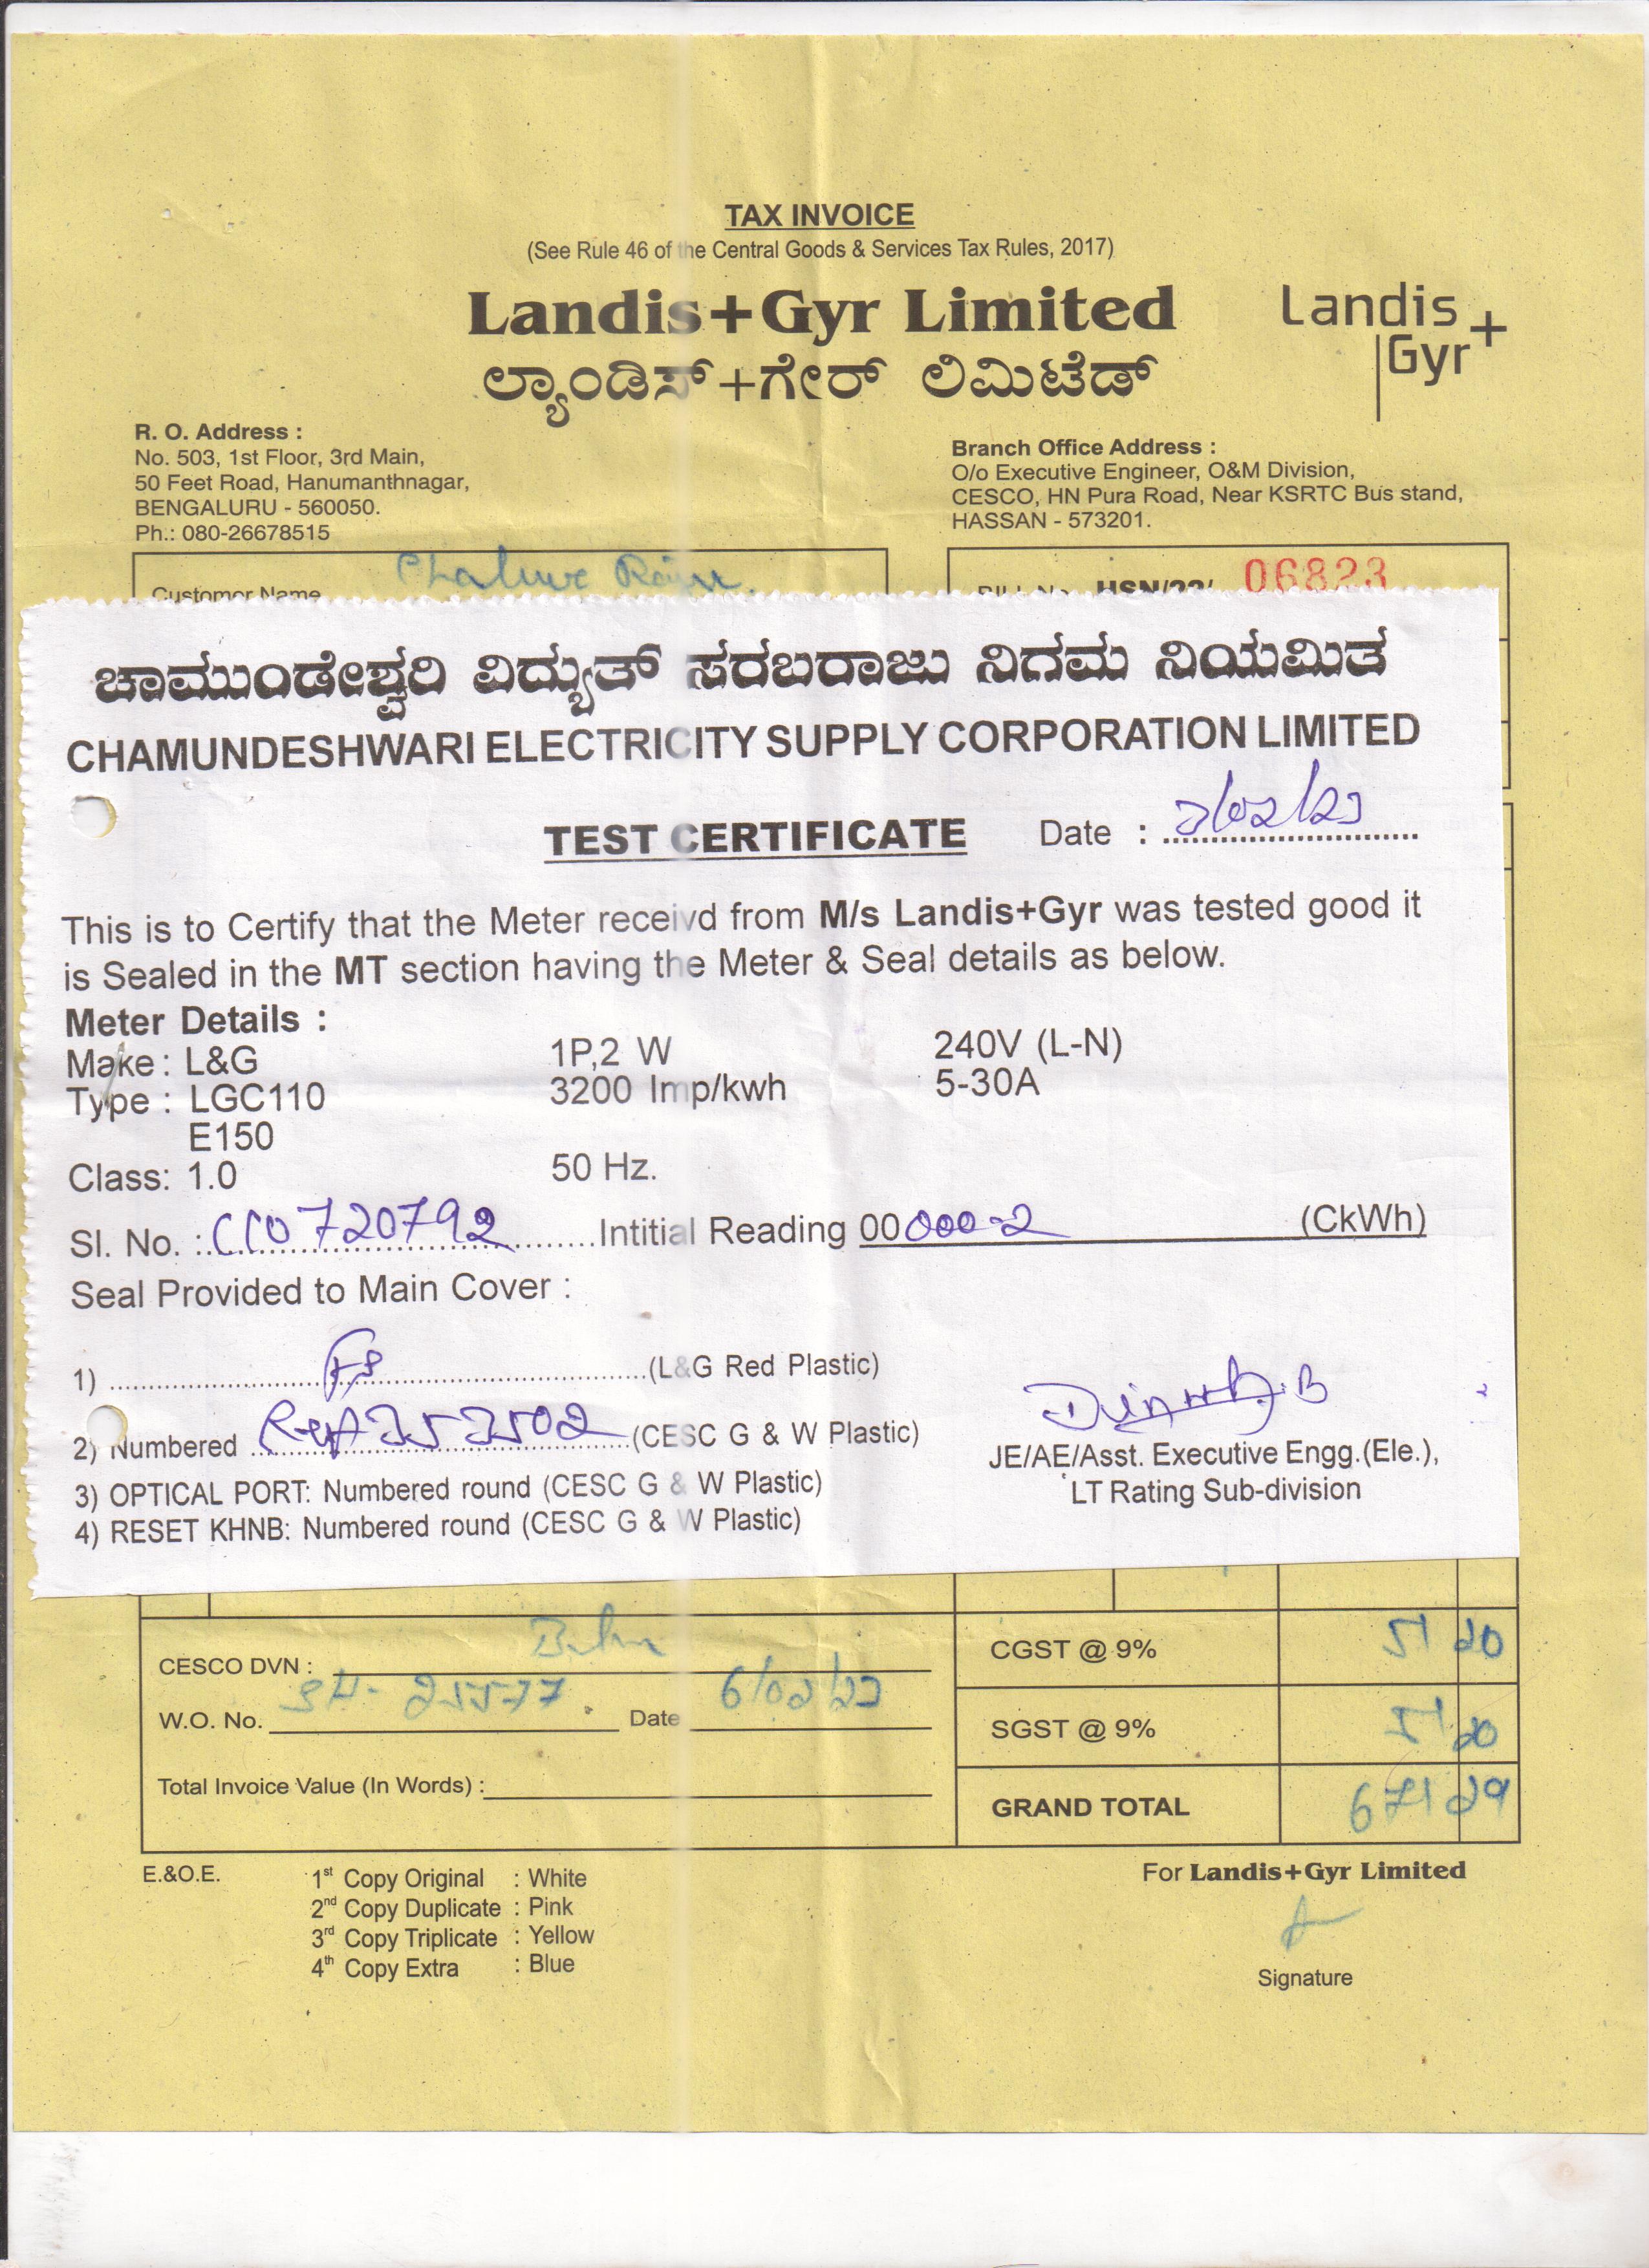 TAX INVOICE
(See Rule 46 of the Central Goods & Services Tax Rules, 2017)
Landis+Gyr Limited
Landis
Gyr+
ಲ್ಯಾಂಡಿಸ್+ಗೇರ್ ಲಿಮಿಟೆಡ್
R. O. Address :
No. 503, 1st Floor, 3rd Main,
50 Feet Road, Hanumanthnagar,
BENGALURU - 560050.
Ph.: 080-26678515
Branch Office Address :
O/o Executive Engineer, O&M Division,
CESCO, HN Pura Road, Near KSRTC Bus stand,
HASSAN - 573201.
Customer Name
06823
ಚಾಮುಂಡೇಶ್ವರಿ ವಿದ್ಯುತ್ ಸರಬರಾಜು ನಿಗಮ ನಿಯಮಿತ
CHAMUNDESHWARI ELECTRICITY SUPPLY CORPORATION LIMITED
TEST CERTIFICATE Date :
This is to Certify that the Meter receivd from M/s Landis+Gyr was tested good it
is Sealed in the MT section having the Meter & Seal details as below.
Meter Details :
Make : L&G 1P,2 W 240V (L-N)
Type : LGC110 3200 Imp/kwh 5-30A
E150
Class: 1.0 50 Hz.
Sl. No. : Intitial Reading 00000-2 (CkWh)
Seal Provided to Main Cover :
1) (L&G Red Plastic)
2) Numbered (CESC G & W Plastic)
3) OPTICAL PORT: Numbered round (CESC G & W Plastic)
4) RESET KHNB: Numbered round (CESC G & W Plastic)
JE/AE/Asst. Executive Engg.(Ele.),
LT Rating Sub-division
CESCO DVN :
W.O. No. Date 6/02/23
Total Invoice Value (In Words) :
CGST @ 9% 51 20
SGST @ 9% 51 20
GRAND TOTAL 671 29
E.&O.E.
1st Copy Original : White
2nd Copy Duplicate : Pink
3rd Copy Triplicate : Yellow
4th Copy Extra : Blue
For Landis+Gyr Limited
Signature